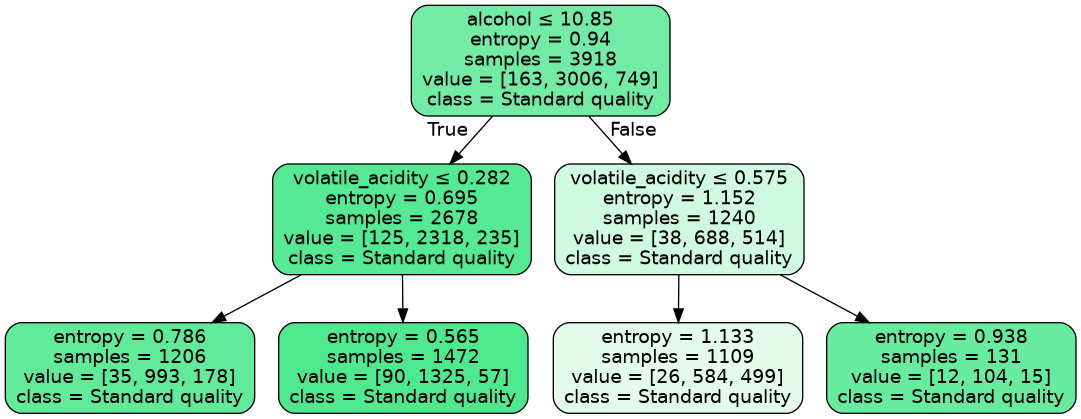 alcohol ≤ 10.85
entropy = 0.94
samples = 3918
value = [163, 3006, 749]
class = Standard quality
True
False
volatile_acidity ≤ 0.282
entropy = 0.695
samples = 2678
value = [125, 2318, 235]
class = Standard quality
volatile_acidity ≤ 0.575
entropy = 1.152
samples = 1240
value = [38, 688, 514]
class = Standard quality
entropy = 0.786
samples = 1206
value = [35, 993, 178]
class = Standard quality
entropy = 0.565
samples = 1472
value = [90, 1325, 57]
class = Standard quality
entropy = 1.133
samples = 1109
value = [26, 584, 499]
class = Standard quality
entropy = 0.938
samples = 131
value = [12, 104, 15]
class = Standard quality